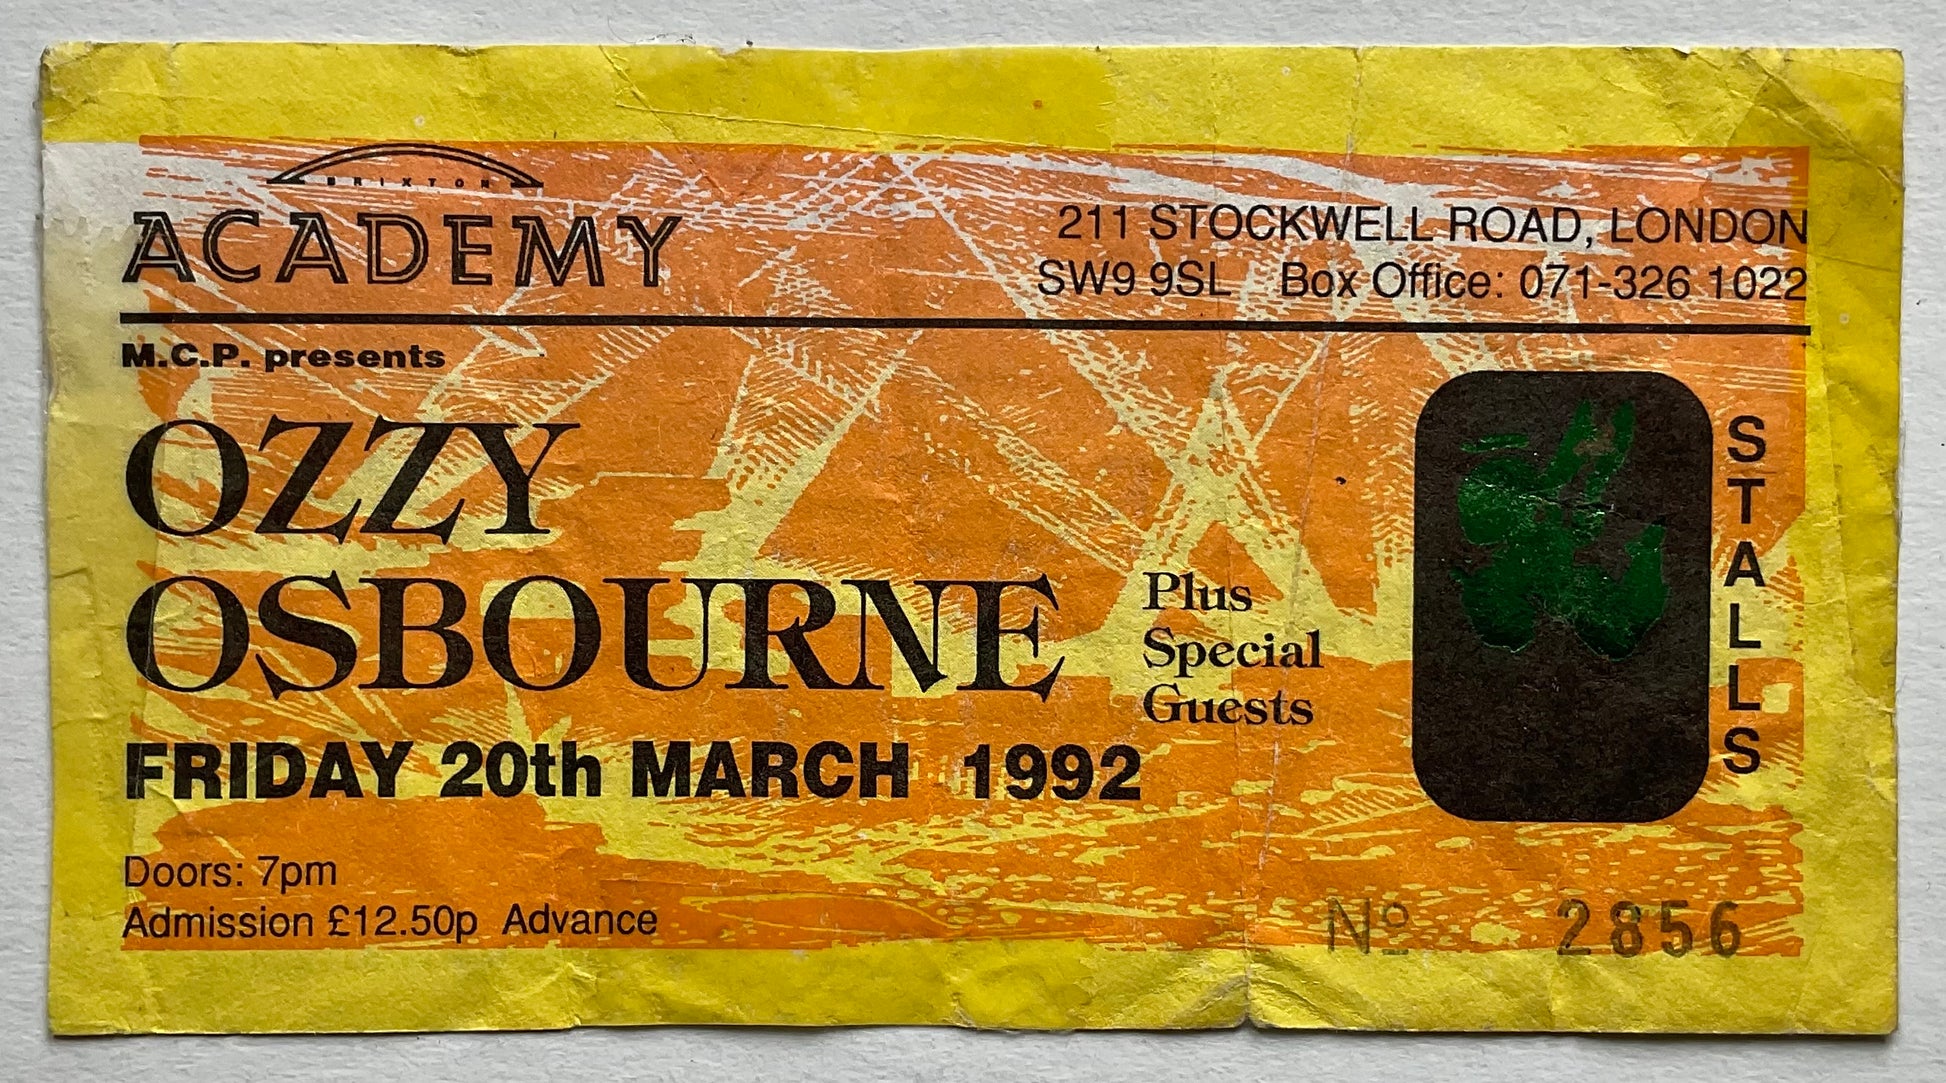 BRIXTON
ACADEMY
211 STOCKWELL ROAD, LONDON
SW9 9SL Box Office: 071-326 1022
M.C.P. presents
OZZY
OSBOURNE
Plus
Special
Guests
FRIDAY 20th MARCH 1992
Doors: 7pm
Admission £12.50p Advance
STALLS
Nº 2856